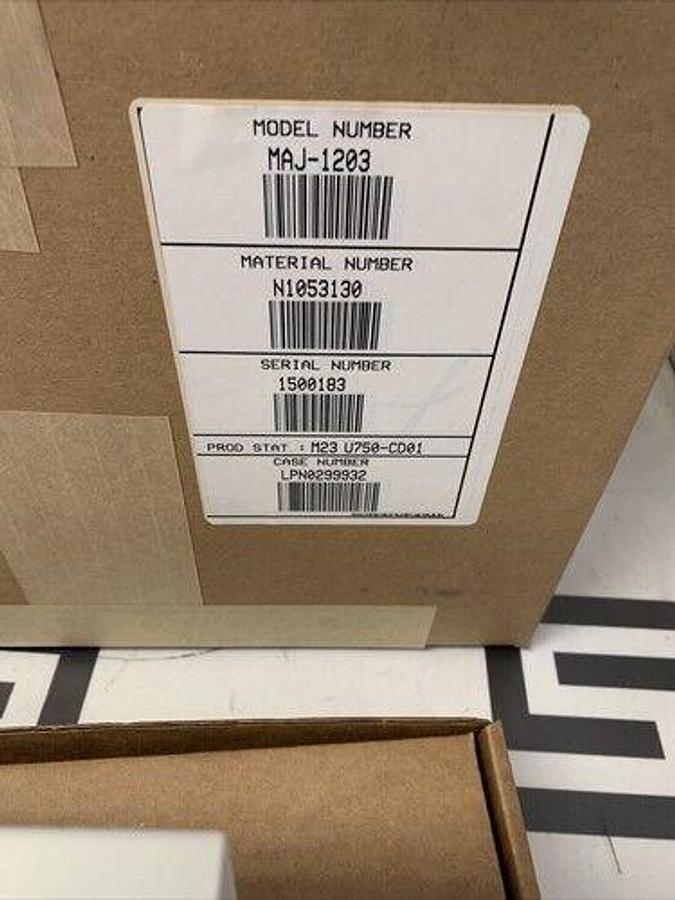 MODEL NUMBER
MAJ-1203
MATERIAL NUMBER
N1053130
SERIAL NUMBER
1500183
PROD STAT : M23 U750-CD01
CASE NUMBER
LPN0299932